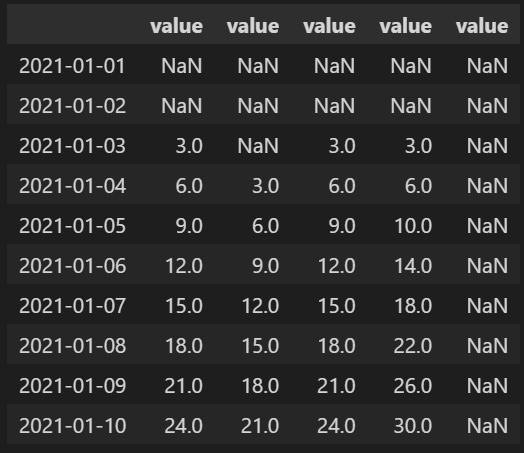 value value value value value
2021-01-01 NaN NaN NaN NaN NaN
2021-01-02 NaN NaN NaN NaN NaN
2021-01-03 3.0 NaN 3.0 3.0 NaN
2021-01-04 6.0 3.0 6.0 6.0 NaN
2021-01-05 9.0 6.0 9.0 10.0 NaN
2021-01-06 12.0 9.0 12.0 14.0 NaN
2021-01-07 15.0 12.0 15.0 18.0 NaN
2021-01-08 18.0 15.0 18.0 22.0 NaN
2021-01-09 21.0 18.0 21.0 26.0 NaN
2021-01-10 24.0 21.0 24.0 30.0 NaN